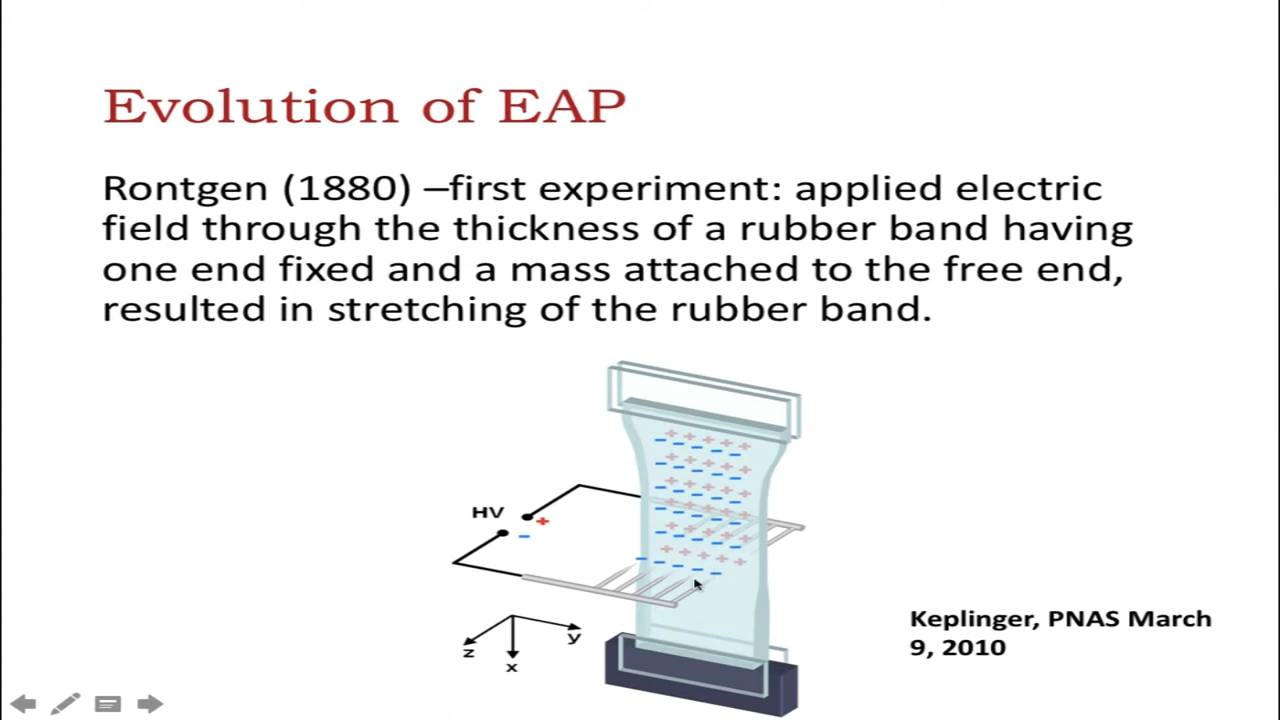 Evolution of EAP
Rontgen (1880) –first experiment: applied electric
field through the thickness of a rubber band having
one end fixed and a mass attached to the free end,
resulted in stretching of the rubber band.
HV
+
-
z
y
x
Keplinger, PNAS March
9, 2010